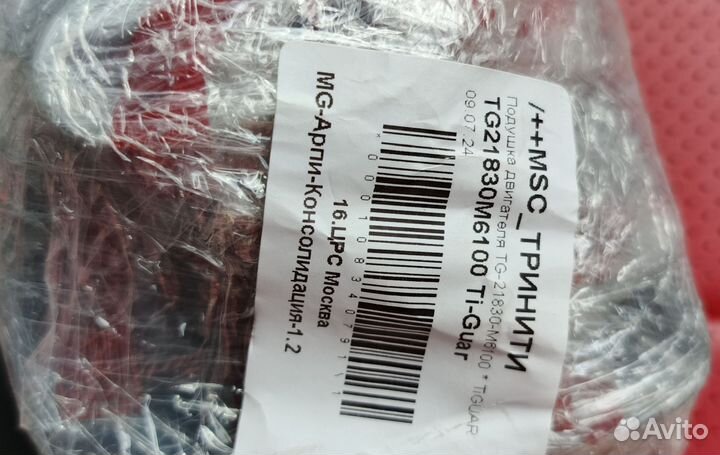 /++MSC_ТРИНИТИ
Подушка двигателя TG-21830-M6100 * TIGUAR
TG21830M6100 Ti-Guar
09.07.24
16.ЦРС Москва
MG-Арпи-Консолидация-1.2
Avito